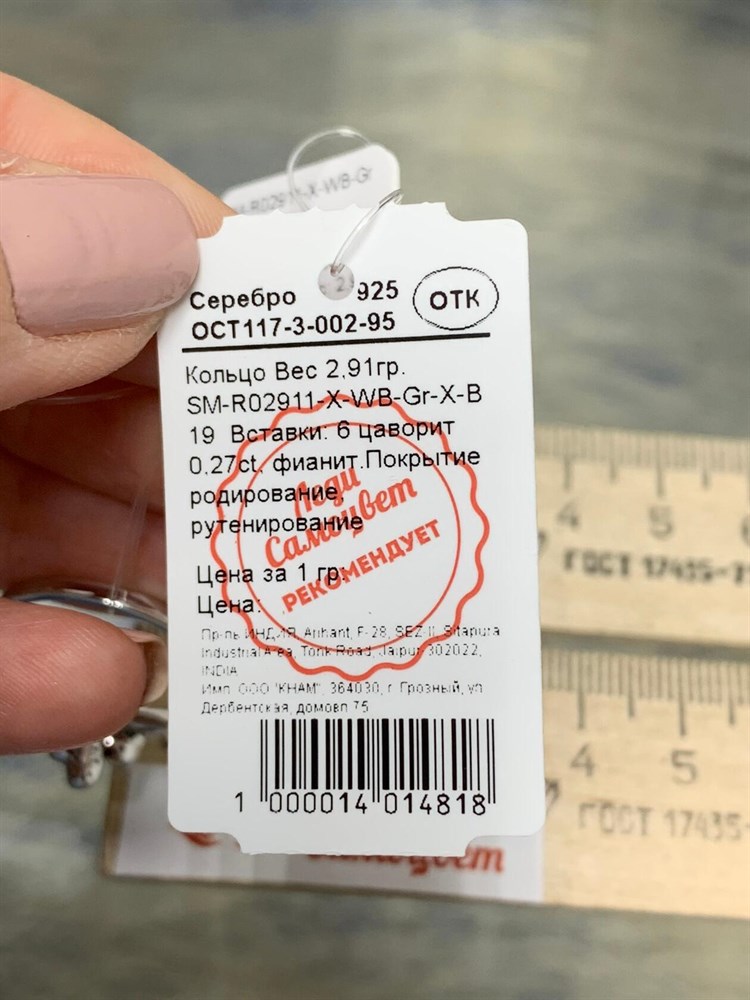 R02911-X-WB-Gr
Серебро 925
ОТК
ОСТ117-3-002-95
Кольцо Вес 2,91гр.
SM-R02911-X-WB-Gr-X-B
19 Вставки: 6 цаворит
0.27ct, фианит.Покрытие
родирование,
рутенирование
Леди
Самоцвет
РЕКОМЕНДУЕТ
Цена за 1 гр.
Цена:
Пр-ль ИНДИЯ, Arihant, F-28, SEZ-II, Sitapura
Industrial Area, Tonk Road, Jaipur 302022,
INDIA
Имп. ООО "КНАМ", 364030, г. Грозный, ул
Дербентская, домовл 75
1 000014 014818
4 5
ГОСТ 17435-
4 5
ГОСТ 17435-
самоцвет